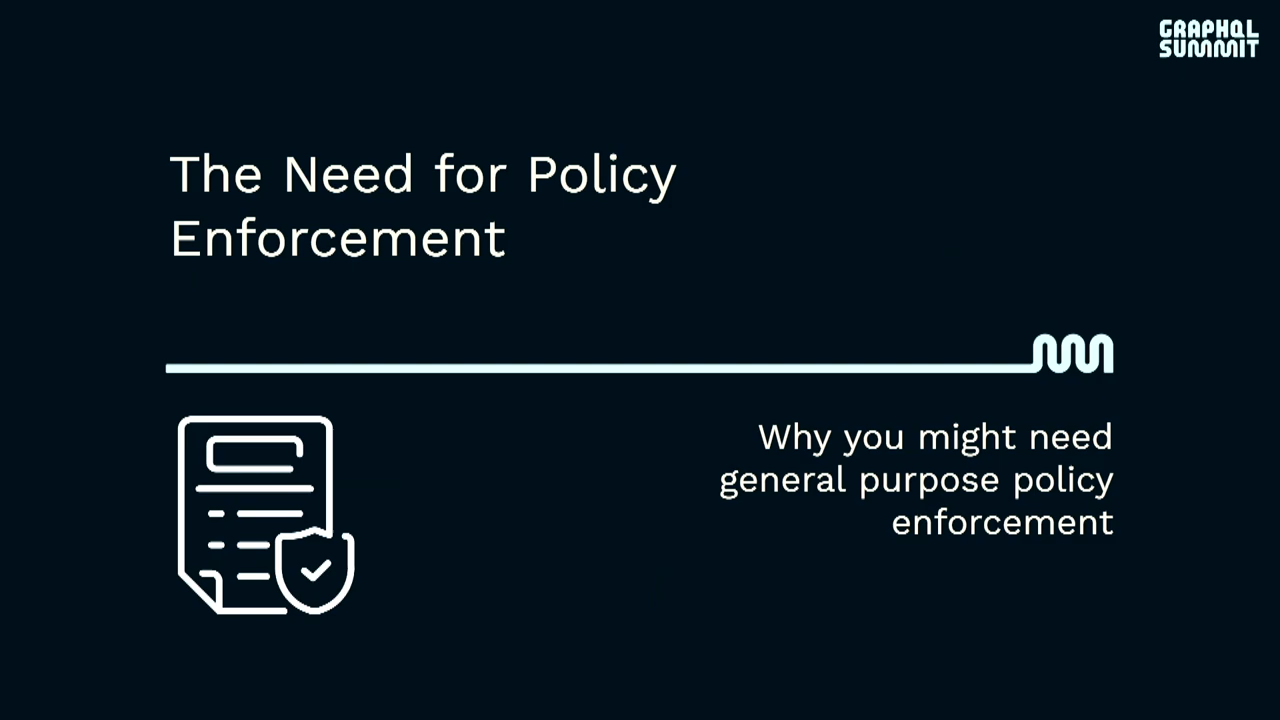 GRAPHQL
SUMMIT
The Need for Policy
Enforcement
Why you might need
general purpose policy
enforcement